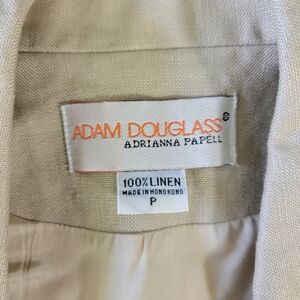 ADAM DOUGLASS®
ADRIANNA PAPELL
100% LINEN
MADE IN HONG KONG
P